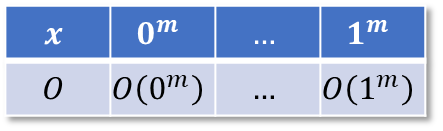 x 0^m … 1^m
O O(0^m) … O(1^m)